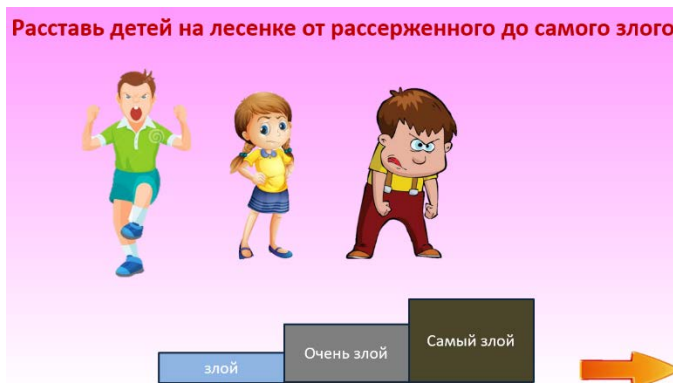 Расставь детей на лесенке от рассерженного до самого злого
злой
Очень злой
Самый злой